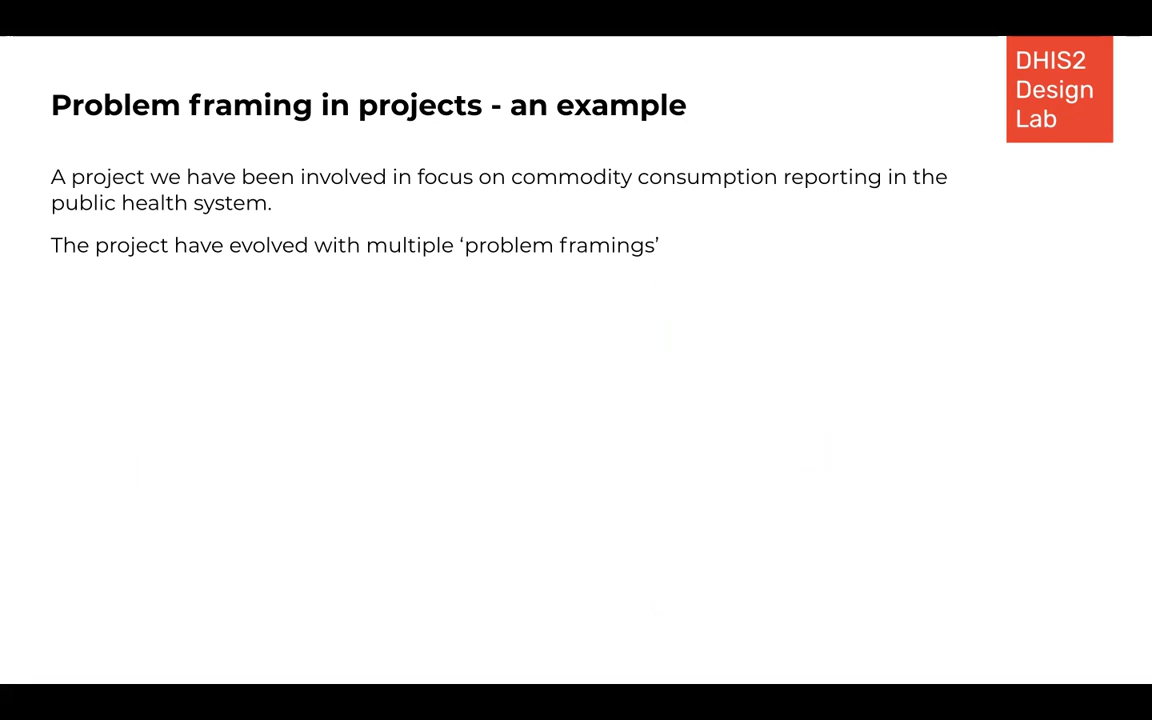 DHIS2
Design
Lab
Problem framing in projects - an example
A project we have been involved in focus on commodity consumption reporting in the
public health system.
The project have evolved with multiple ‘problem framings’